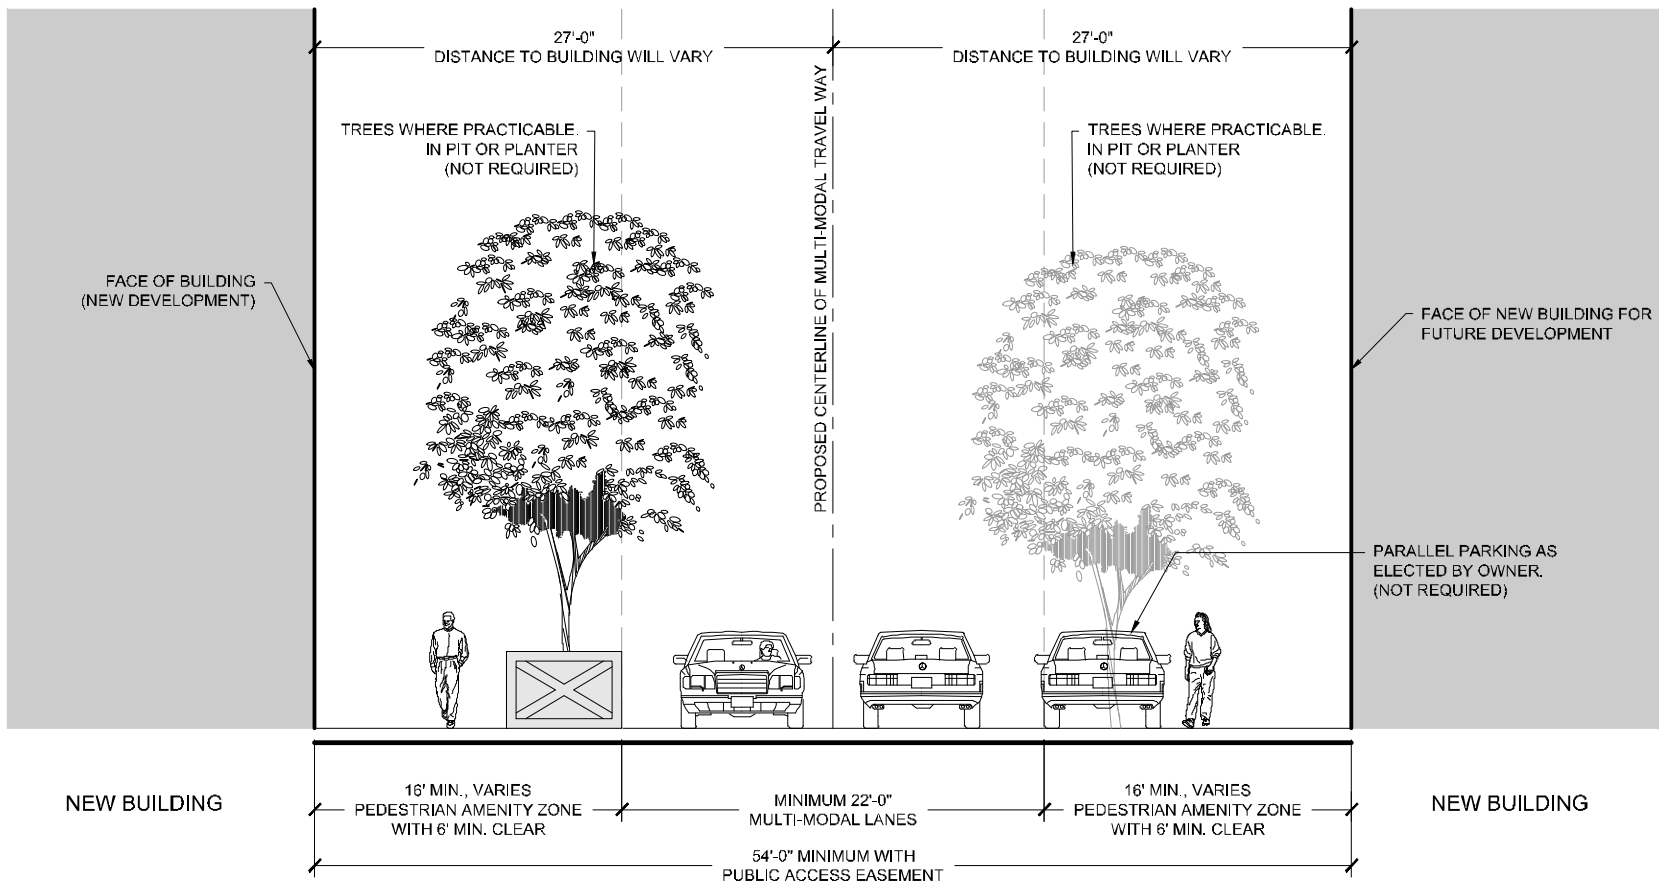 27'-0"
DISTANCE TO BUILDING WILL VARY
27'-0"
DISTANCE TO BUILDING WILL VARY
PROPOSED CENTERLINE OF MULTI-MODAL TRAVEL WAY
TREES WHERE PRACTICABLE.
IN PIT OR PLANTER
(NOT REQUIRED)
TREES WHERE PRACTICABLE.
IN PIT OR PLANTER
(NOT REQUIRED)
FACE OF BUILDING
(NEW DEVELOPMENT)
FACE OF NEW BUILDING FOR
FUTURE DEVELOPMENT
PARALLEL PARKING AS
ELECTED BY OWNER.
(NOT REQUIRED)
NEW BUILDING
16' MIN., VARIES
PEDESTRIAN AMENITY ZONE
WITH 6' MIN. CLEAR
MINIMUM 22'-0"
MULTI-MODAL LANES
16' MIN., VARIES
PEDESTRIAN AMENITY ZONE
WITH 6' MIN. CLEAR
NEW BUILDING
54'-0" MINIMUM WITH
PUBLIC ACCESS EASEMENT